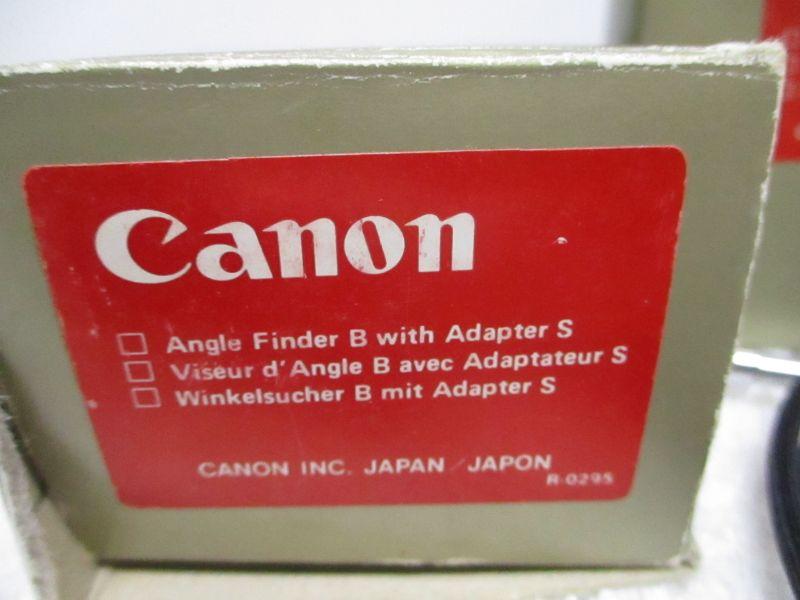 Canon
Angle Finder B with Adapter S
Viseur d'Angle B avec Adaptateur S
Winkelsucher B mit Adapter S
CANON INC. JAPAN / JAPON
R-0295